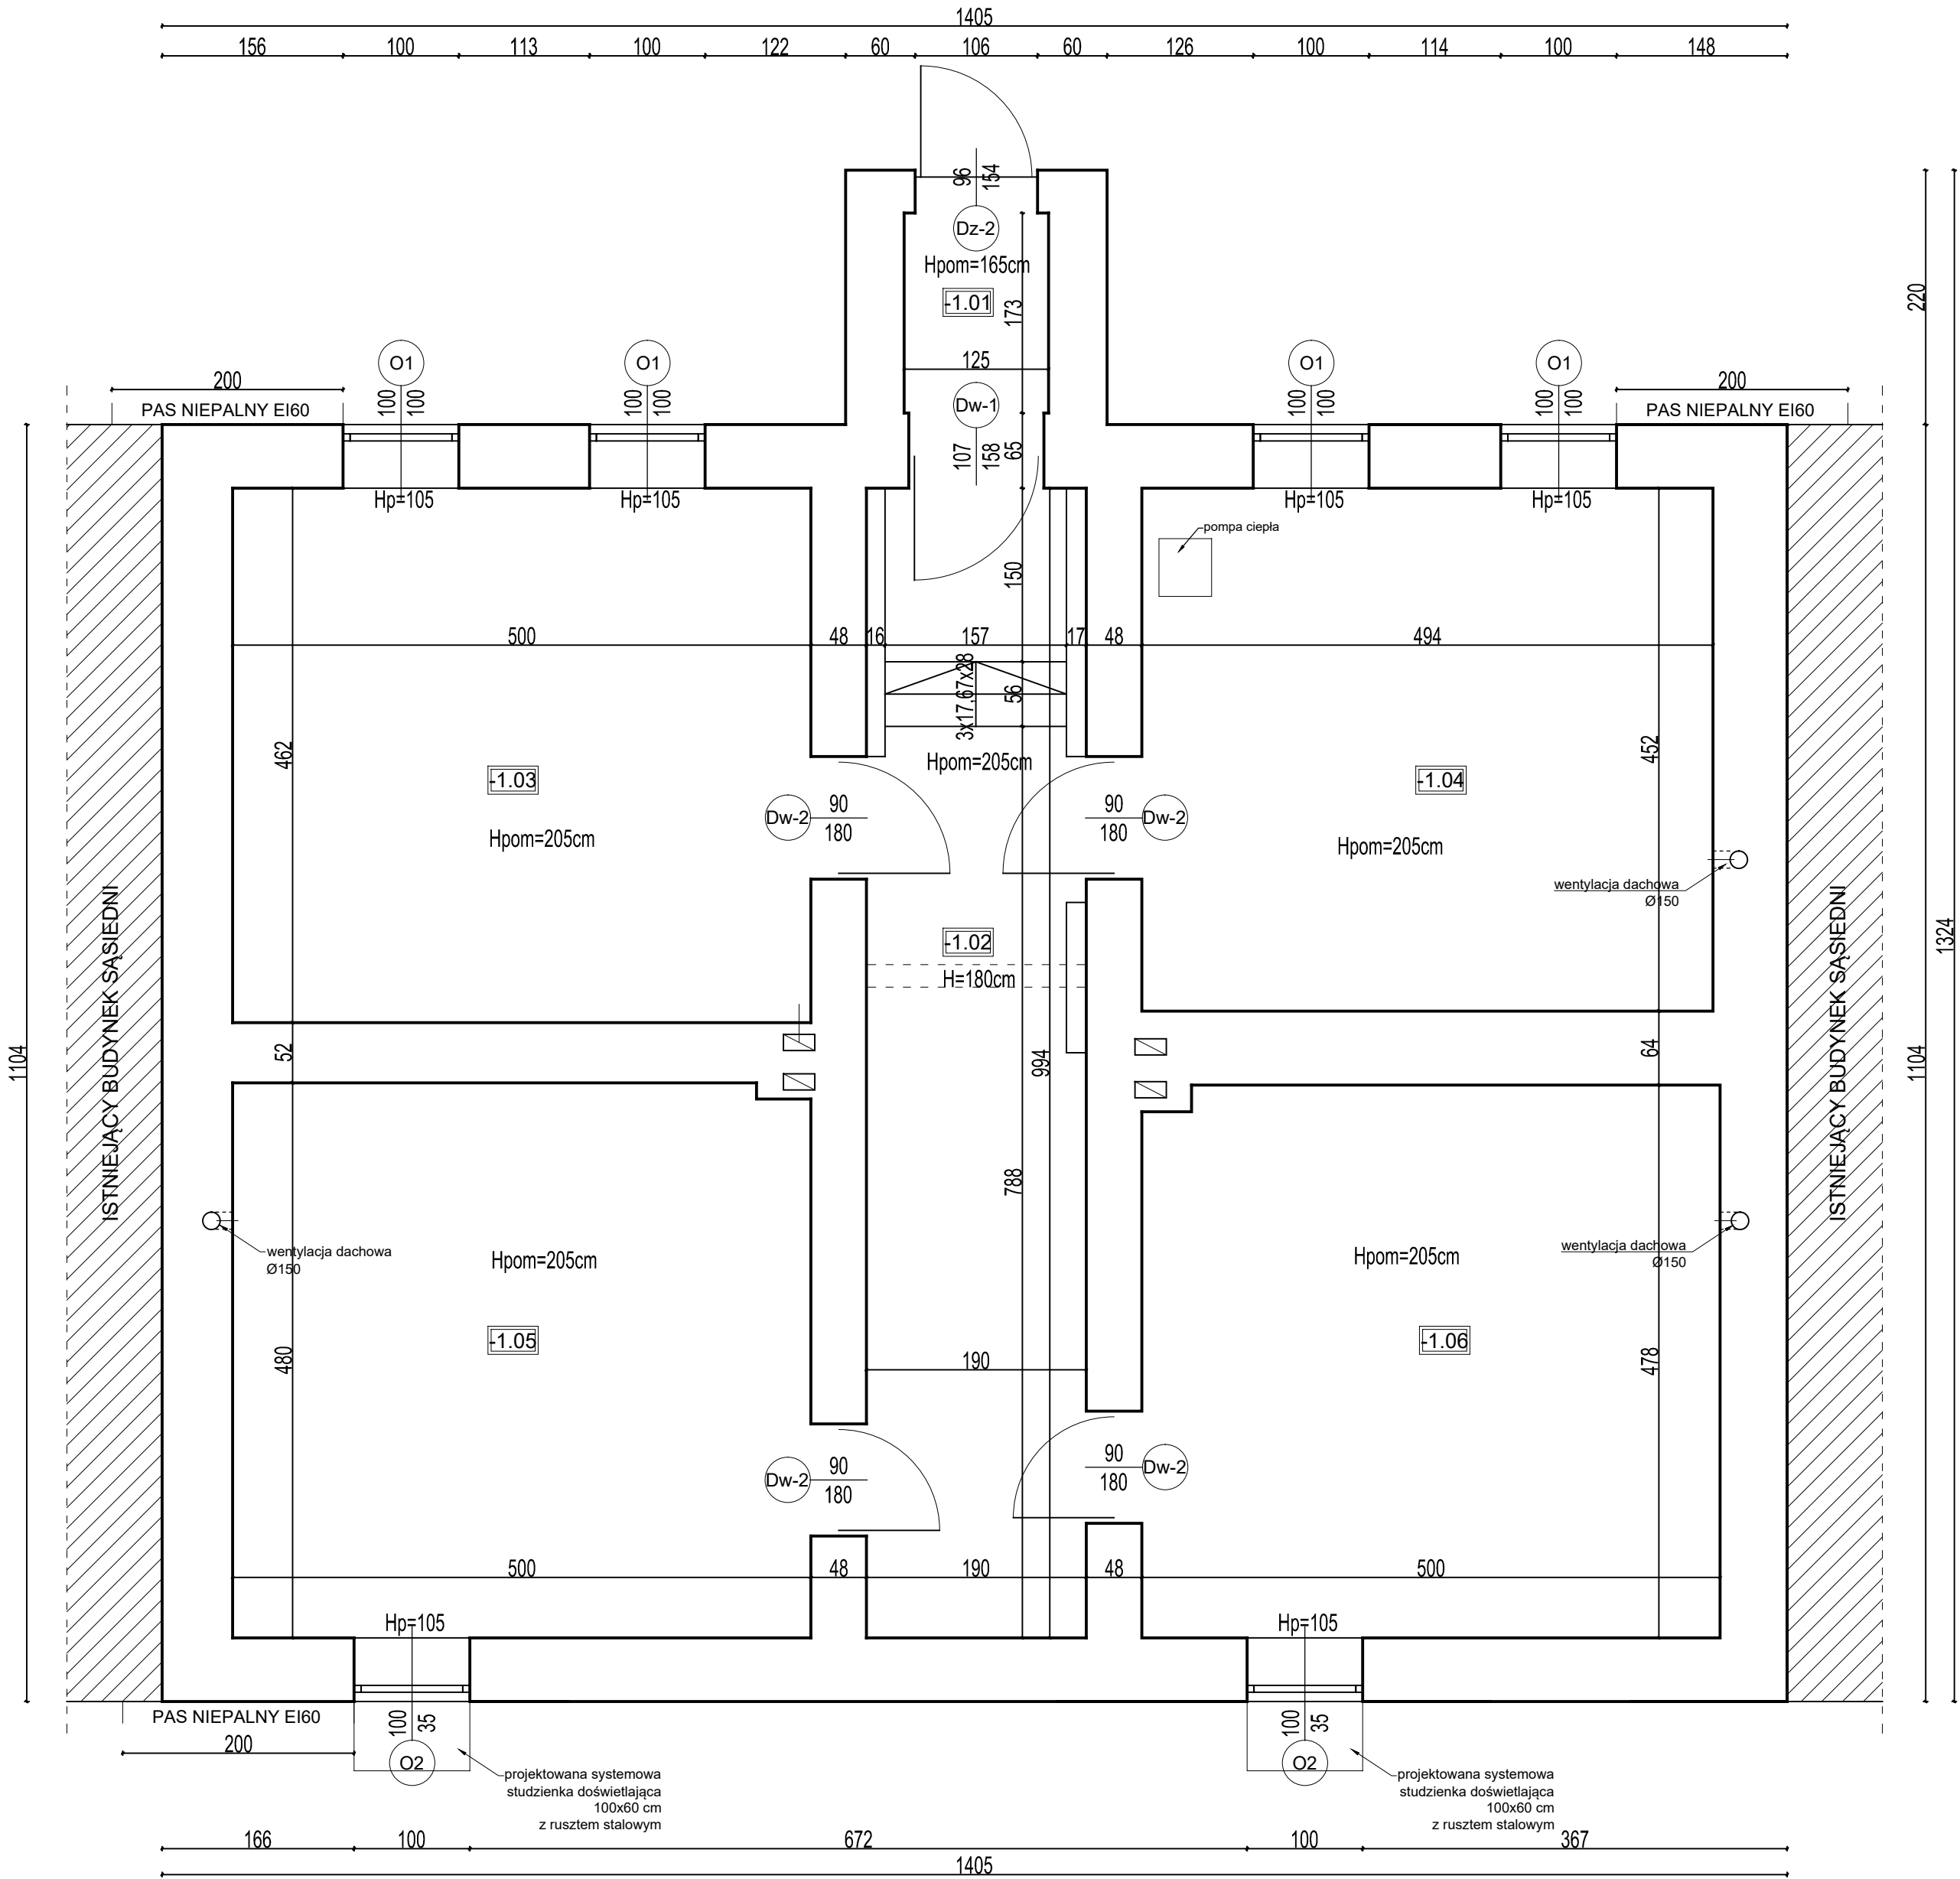 1405
156 100 113 100 122 60 106 60 126 100 114 100 148
96
154
Dz-2
Hpom=165cm
-1.01
173
220
125
O1 O1 O1 O1
200 200
100 100 100 100 100 100 100 100
PAS NIEPALNY EI60 PAS NIEPALNY EI60
Dw-1
107
158
65
Hp=105 Hp=105 Hp=105 Hp=105
pompa ciepła
150
500 48 16 157 17 48 494
3x17,67x28
56
462
452
Hpom=205cm
-1.03 -1.04
Dw-2 90 90 Dw-2
180 180
Hpom=205cm Hpom=205cm
wentylacja dachowa
Ø150
-1.02
H=180cm
ISTNIEJĄCY BUDYNEK SĄSIEDNI
ISTNIEJĄCY BUDYNEK SĄSIEDNI
1324
1104
52
994
64
1104
788
wentylacja dachowa
Ø150
wentylacja dachowa
Ø150
Hpom=205cm Hpom=205cm
-1.05 -1.06
480
190
478
Dw-2 90 90 Dw-2
180 180
500 48 190 48 500
Hp=105 Hp=105
PAS NIEPALNY EI60
100
35
100
35
200
O2 O2
projektowana systemowa
studzienka doświetlająca
100x60 cm
z rusztem stalowym
projektowana systemowa
studzienka doświetlająca
100x60 cm
z rusztem stalowym
166 100 672 100 367
1405